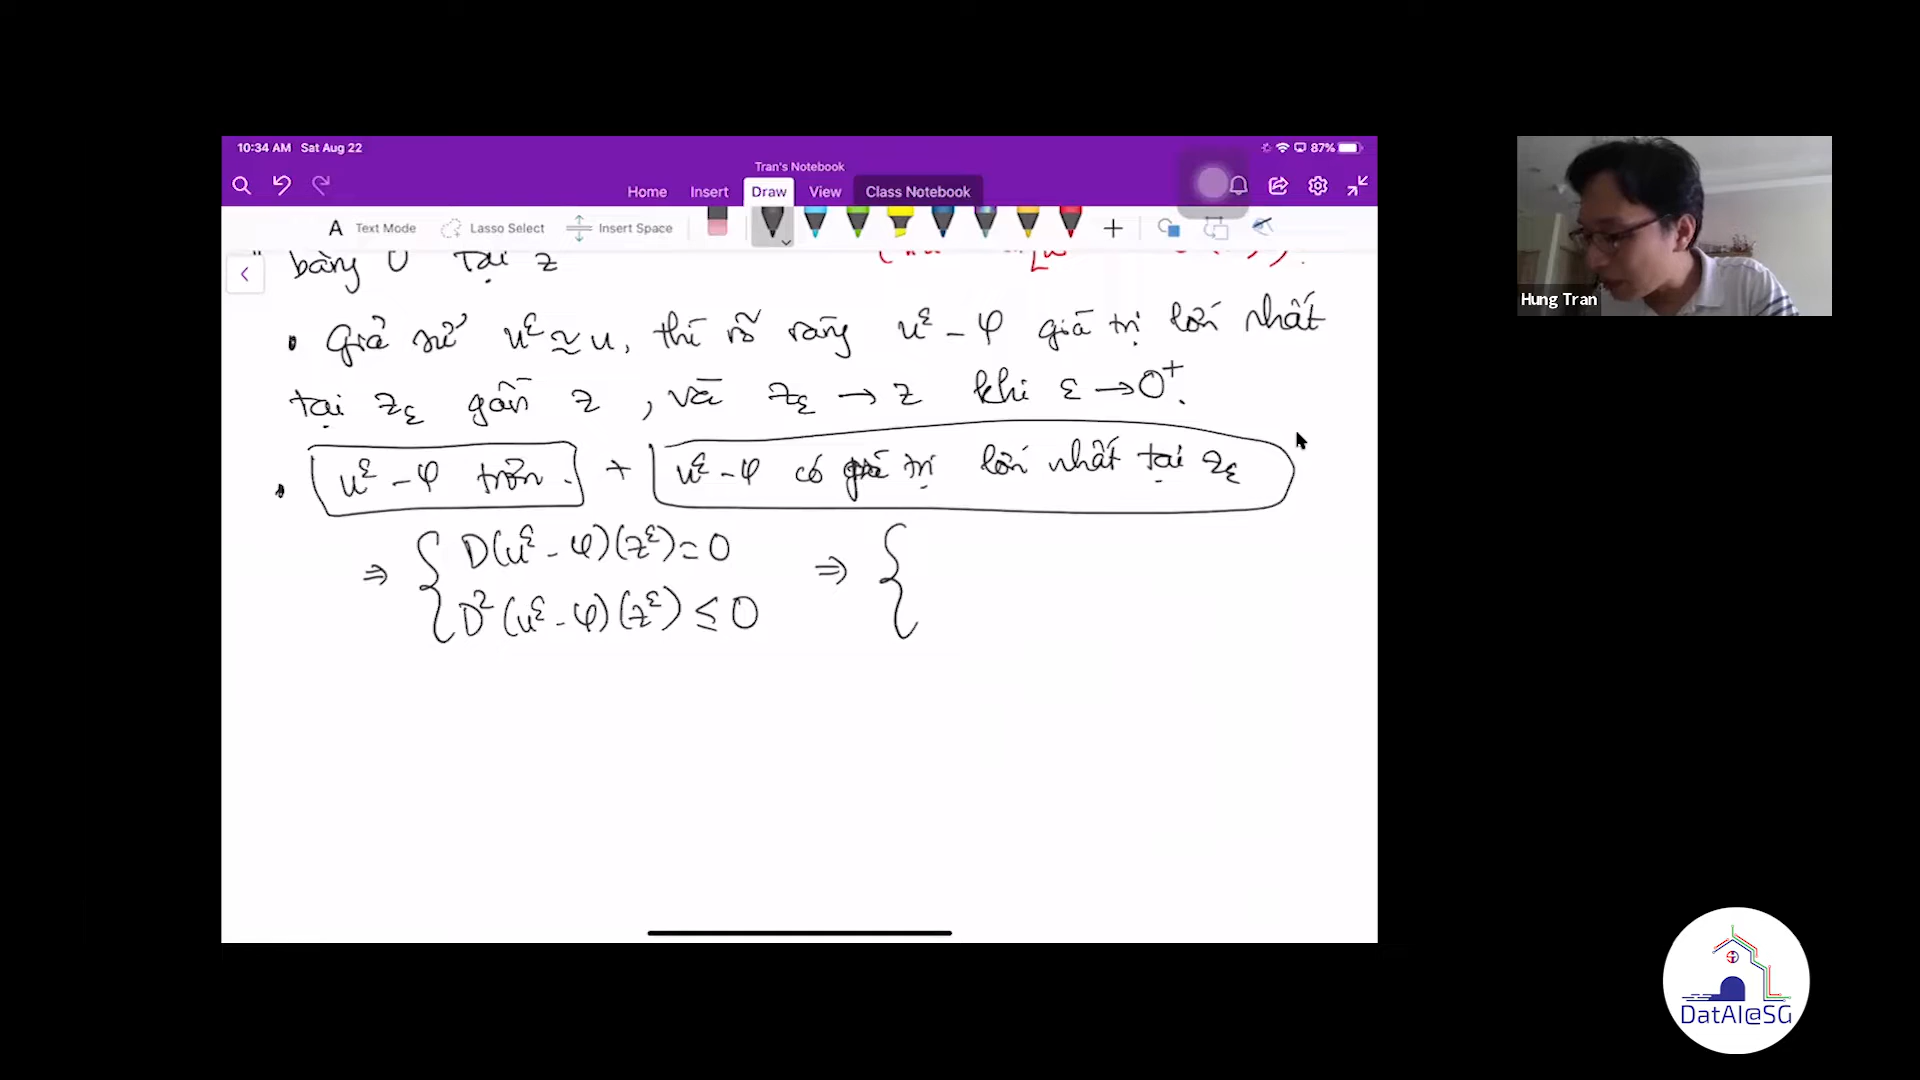 10:34 AM Sat Aug 22
87%
Tran's Notebook
Home Insert Draw View Class Notebook
A Text Mode Lasso Select Insert Space
bằng 0 tại z
• Giả sử u^ε ≃ u, thì rõ ràng u^ε - φ giá trị lớn nhất
tại z_ε gần z, và z_ε → z khi ε → 0⁺.
• u^ε - φ trơn. + u^ε - φ có giá trị lớn nhất tại z_ε
⇒ { D(u^ε - φ)(z^ε) = 0 ⇒ {
D²(u^ε - φ)(z^ε) ≤ 0
Hung Tran
DatAI@SG